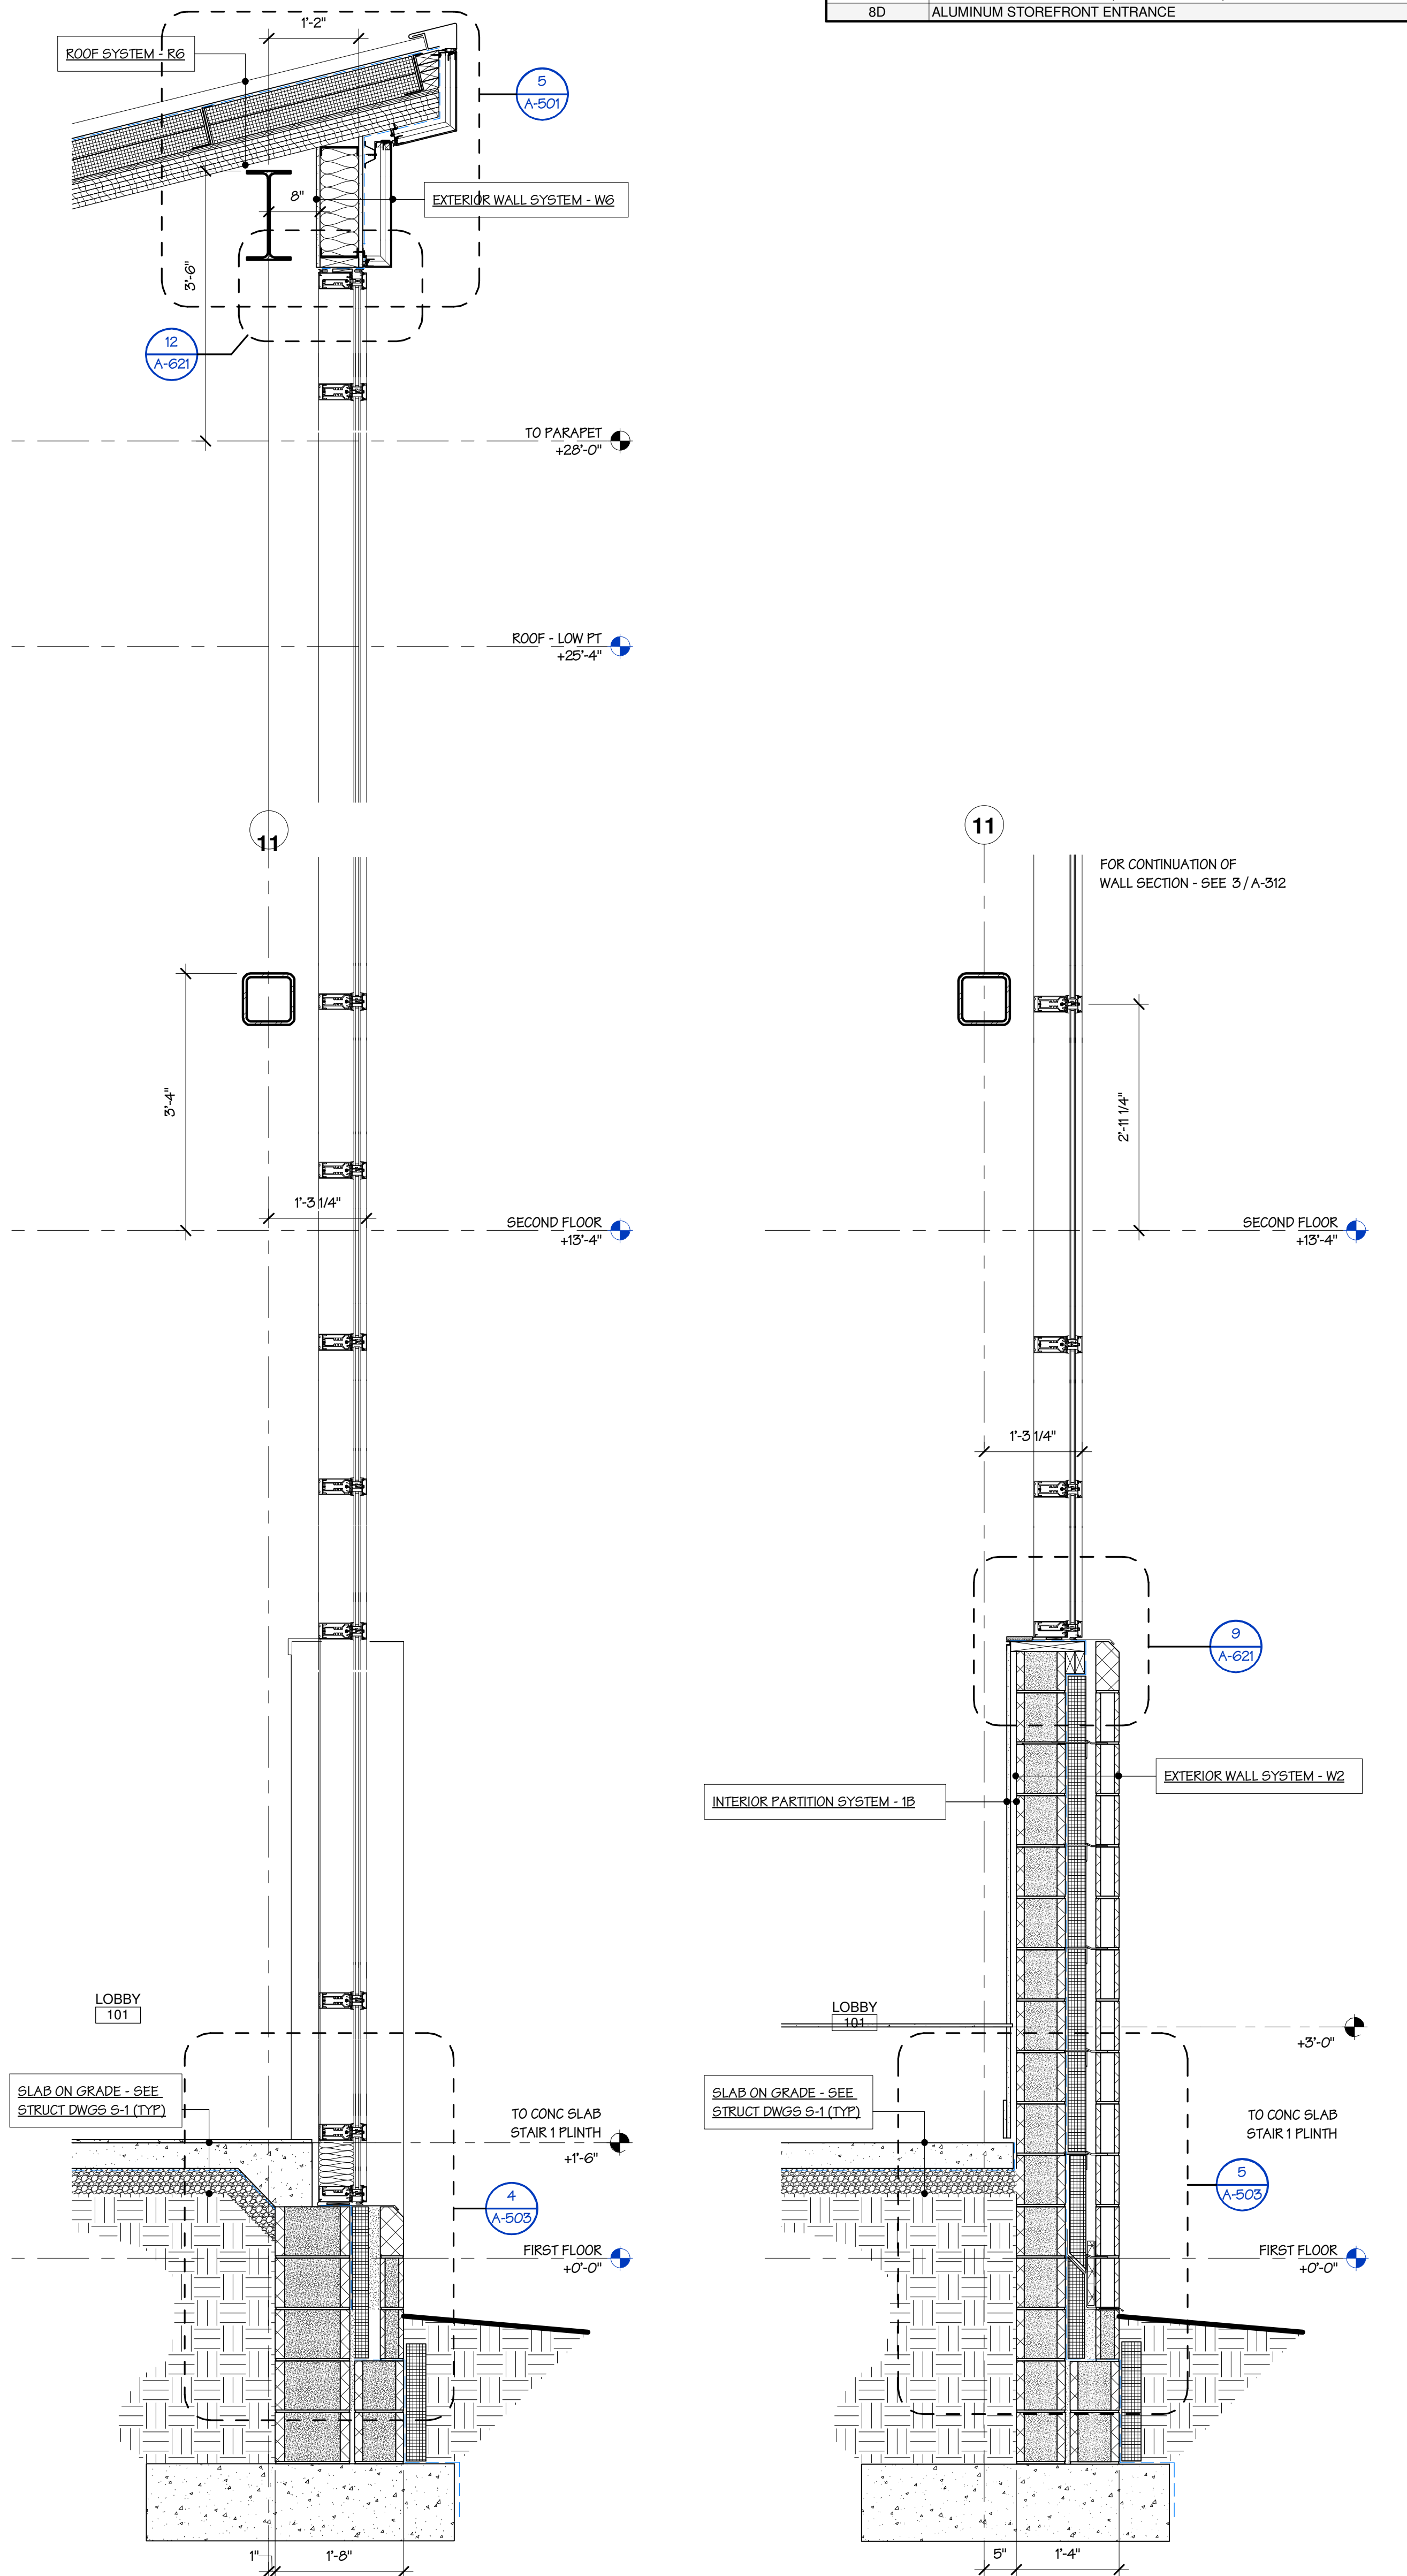 8D ALUMINUM STOREFRONT ENTRANCE
1'-2"
ROOF SYSTEM - R6
5
A-501
8"
EXTERIOR WALL SYSTEM - W6
3'-6"
12
A-621
TO PARAPET
+28'-0"
ROOF - LOW PT
+25'-4"
11
3'-4"
1'-3 1/4"
SECOND FLOOR
+13'-4"
LOBBY
101
SLAB ON GRADE - SEE
STRUCT DWGS S-1 (TYP)
TO CONC SLAB
STAIR 1 PLINTH
+1'-6"
4
A-503
FIRST FLOOR
+0'-0"
1"
1'-8"
11
FOR CONTINUATION OF
WALL SECTION - SEE 3 / A-312
2'-11 1/4"
SECOND FLOOR
+13'-4"
1'-3 1/4"
9
A-621
EXTERIOR WALL SYSTEM - W2
INTERIOR PARTITION SYSTEM - 1B
LOBBY
101
+3'-0"
SLAB ON GRADE - SEE
STRUCT DWGS S-1 (TYP)
TO CONC SLAB
STAIR 1 PLINTH
5
A-503
FIRST FLOOR
+0'-0"
5"
1'-4"